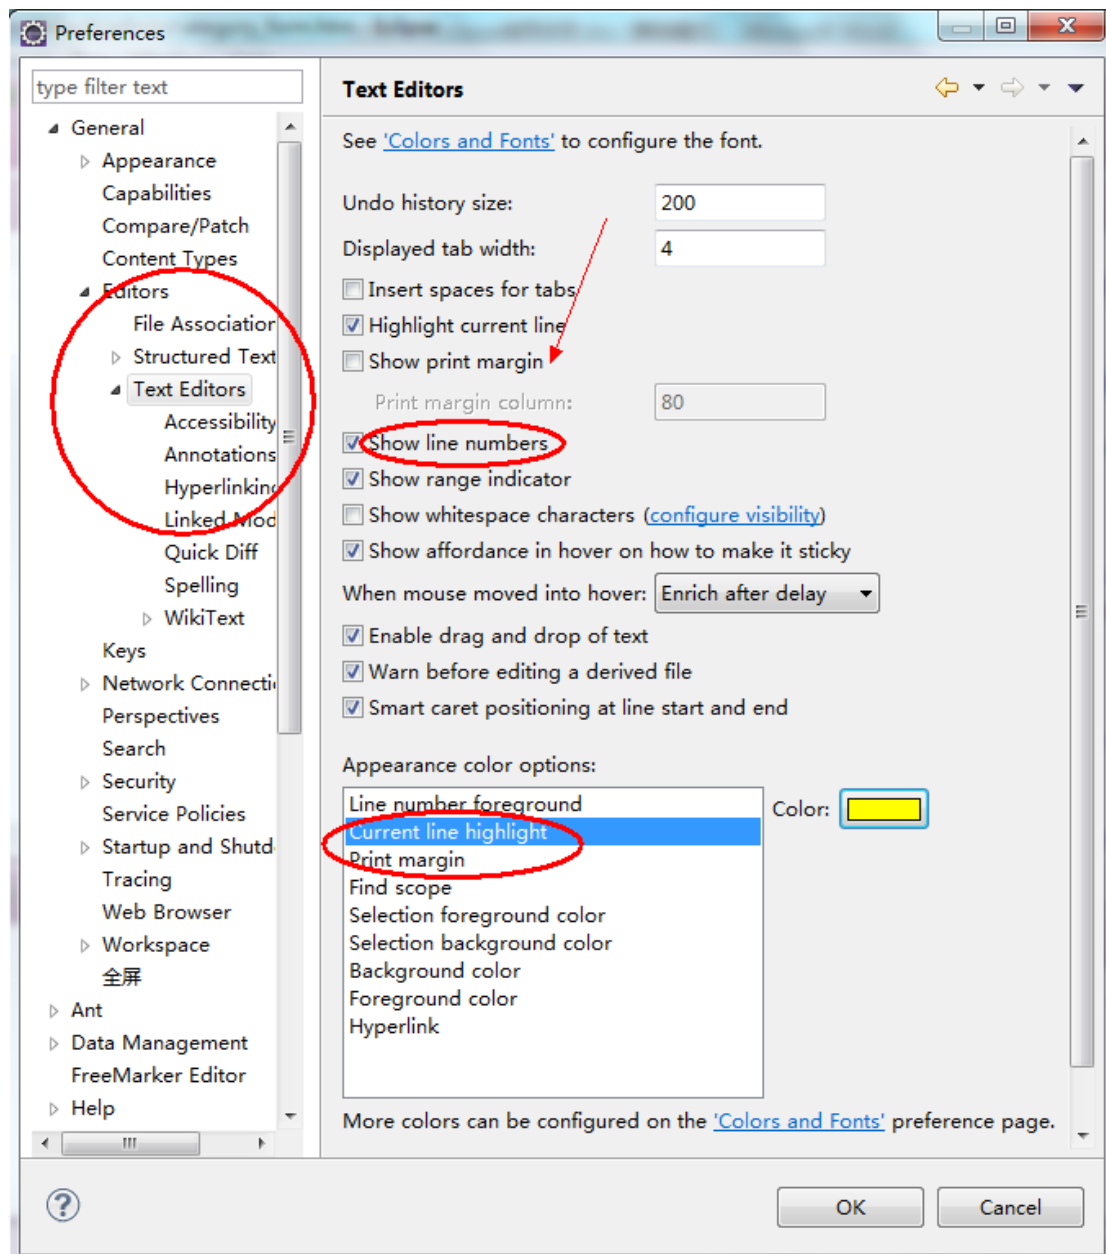 Preferences
type filter text
General
Appearance
Capabilities
Compare/Patch
Content Types
Editors
File Association
Structured Text
Text Editors
Accessibility
Annotations
Hyperlinking
Linked Mod
Quick Diff
Spelling
WikiText
Keys
Network Connecti
Perspectives
Search
Security
Service Policies
Startup and Shutd
Tracing
Web Browser
Workspace
全屏
Ant
Data Management
FreeMarker Editor
Help
Text Editors
See 'Colors and Fonts' to configure the font.
Undo history size: 200
Displayed tab width: 4
Insert spaces for tabs
Highlight current line
Show print margin
Print margin column: 80
Show line numbers
Show range indicator
Show whitespace characters (configure visibility)
Show affordance in hover on how to make it sticky
When mouse moved into hover: Enrich after delay
Enable drag and drop of text
Warn before editing a derived file
Smart caret positioning at line start and end
Appearance color options:
Line number foreground
Current line highlight
Print margin
Find scope
Selection foreground color
Selection background color
Background color
Foreground color
Hyperlink
Color:
More colors can be configured on the 'Colors and Fonts' preference page.
OK Cancel